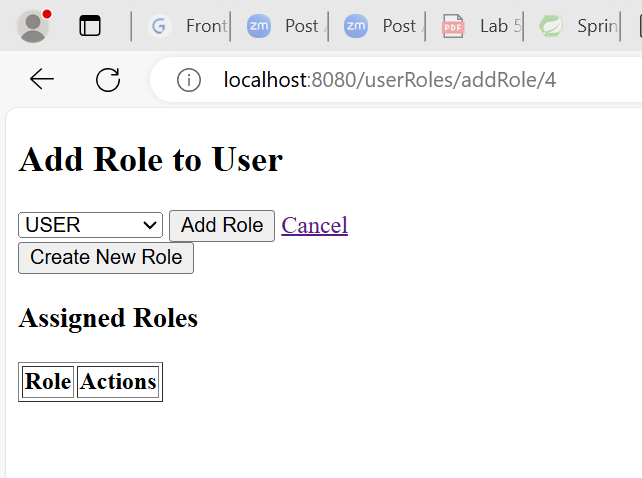 Front
Post
Post
PDF
Lab 5
Sprin
localhost:8080/userRoles/addRole/4
Add Role to User
USER Add Role Cancel
Create New Role
Assigned Roles
Role Actions